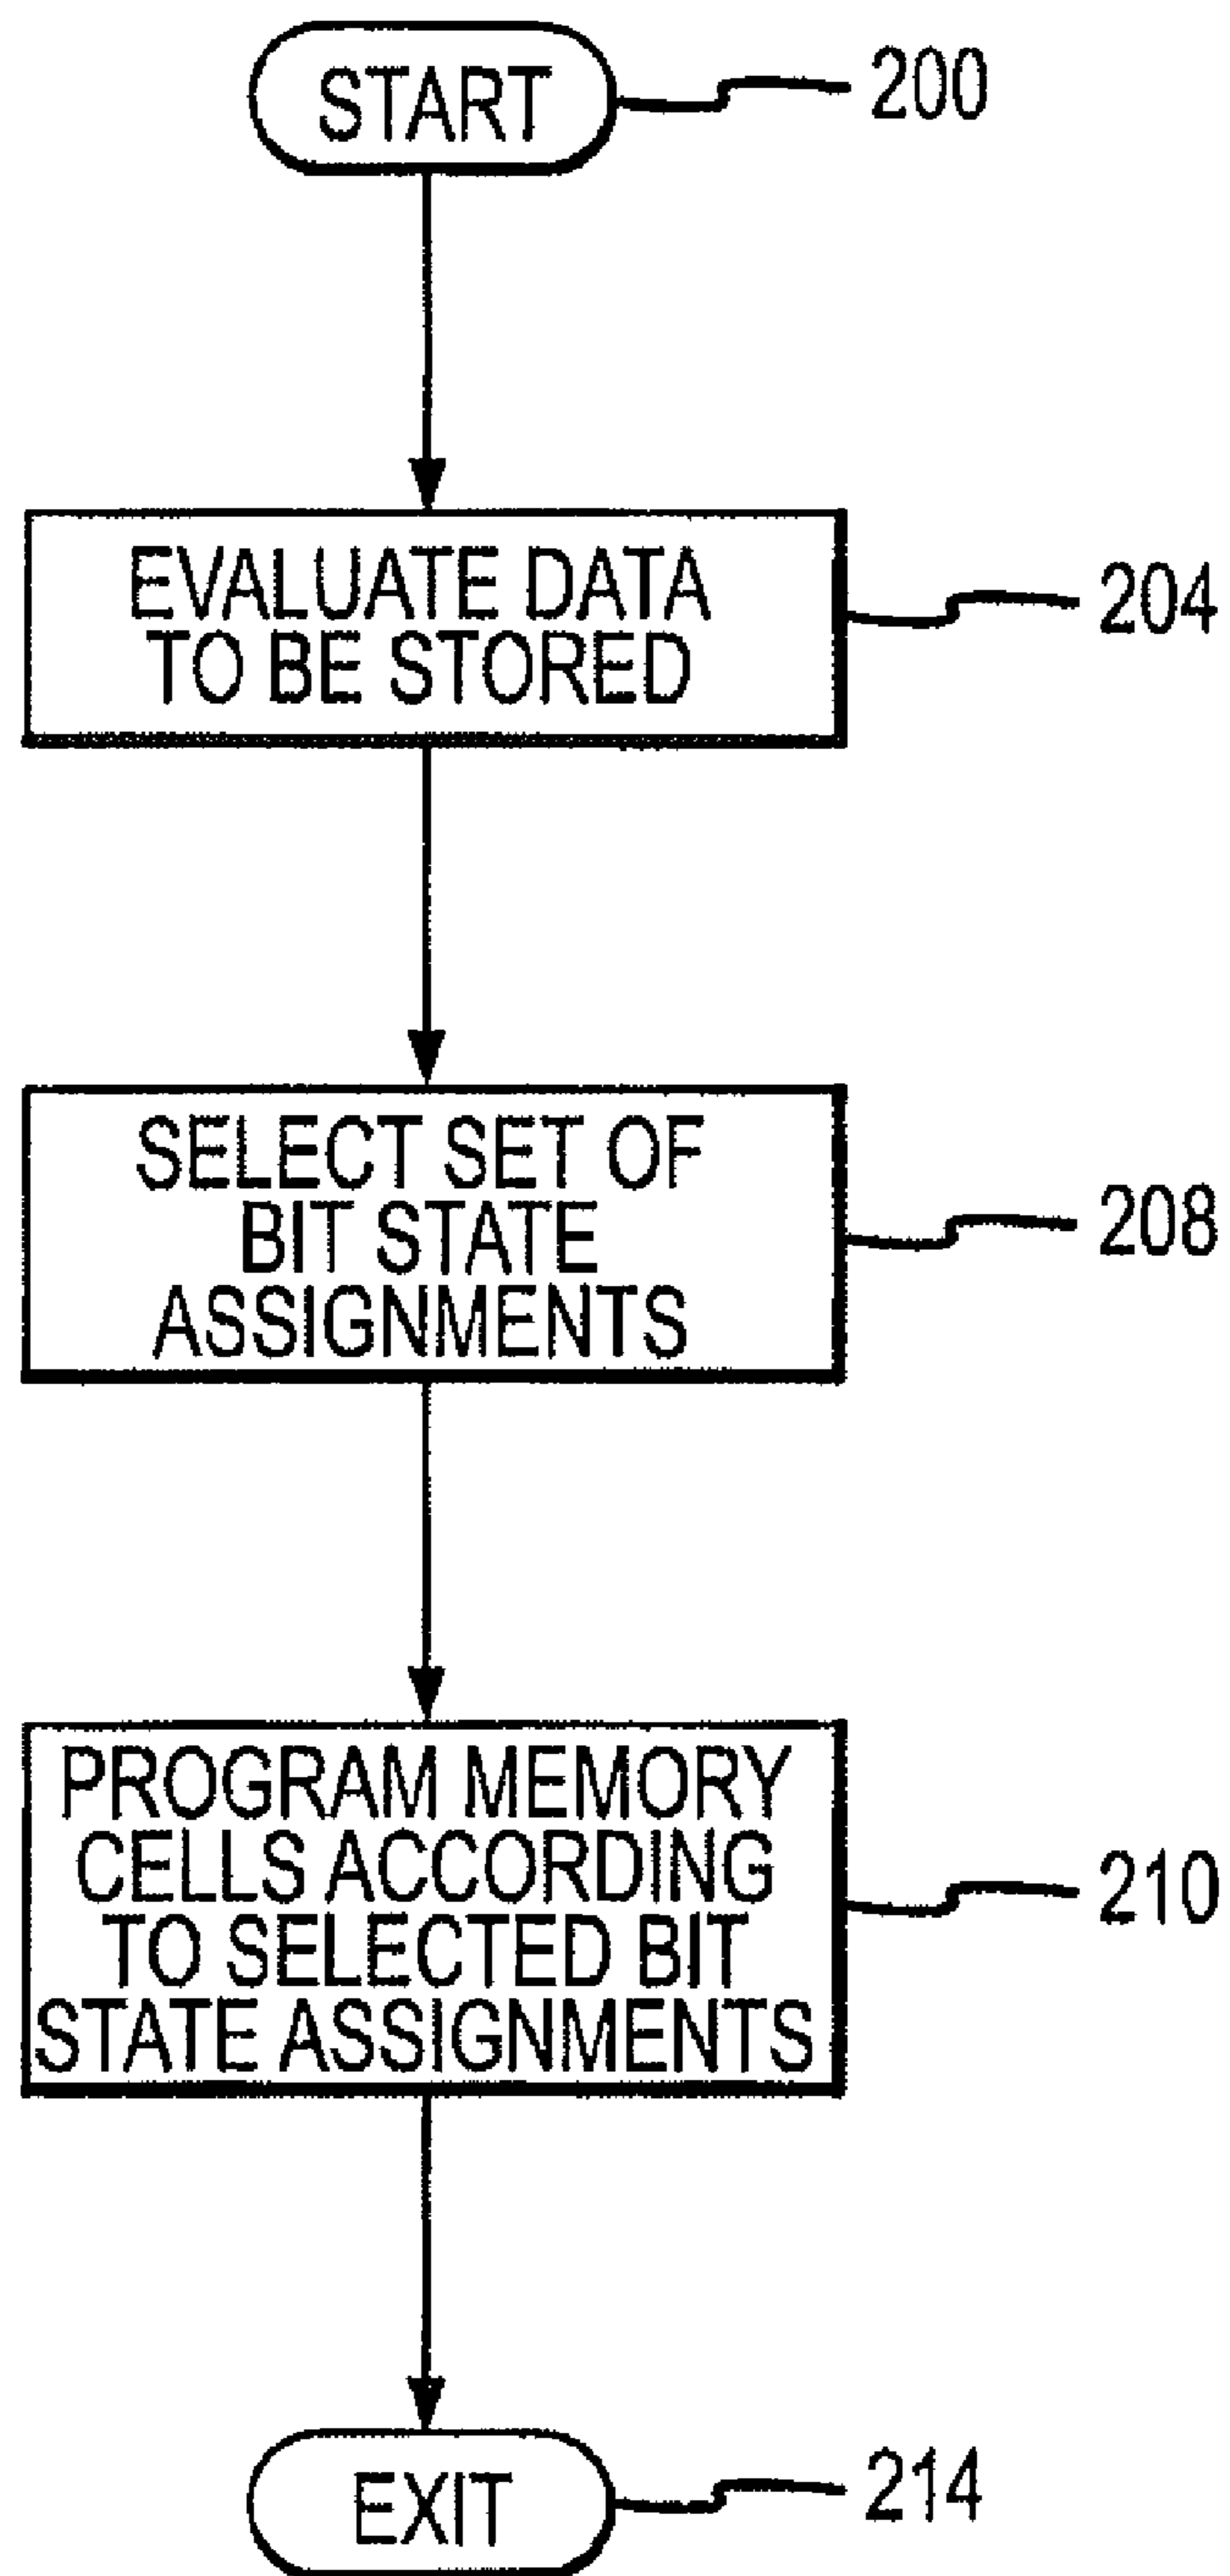 START
200
EVALUATE DATA
TO BE STORED
204
SELECT SET OF
BIT STATE
ASSIGNMENTS
208
PROGRAM MEMORY
CELLS ACCORDING
TO SELECTED BIT
STATE ASSIGNMENTS
210
EXIT
214